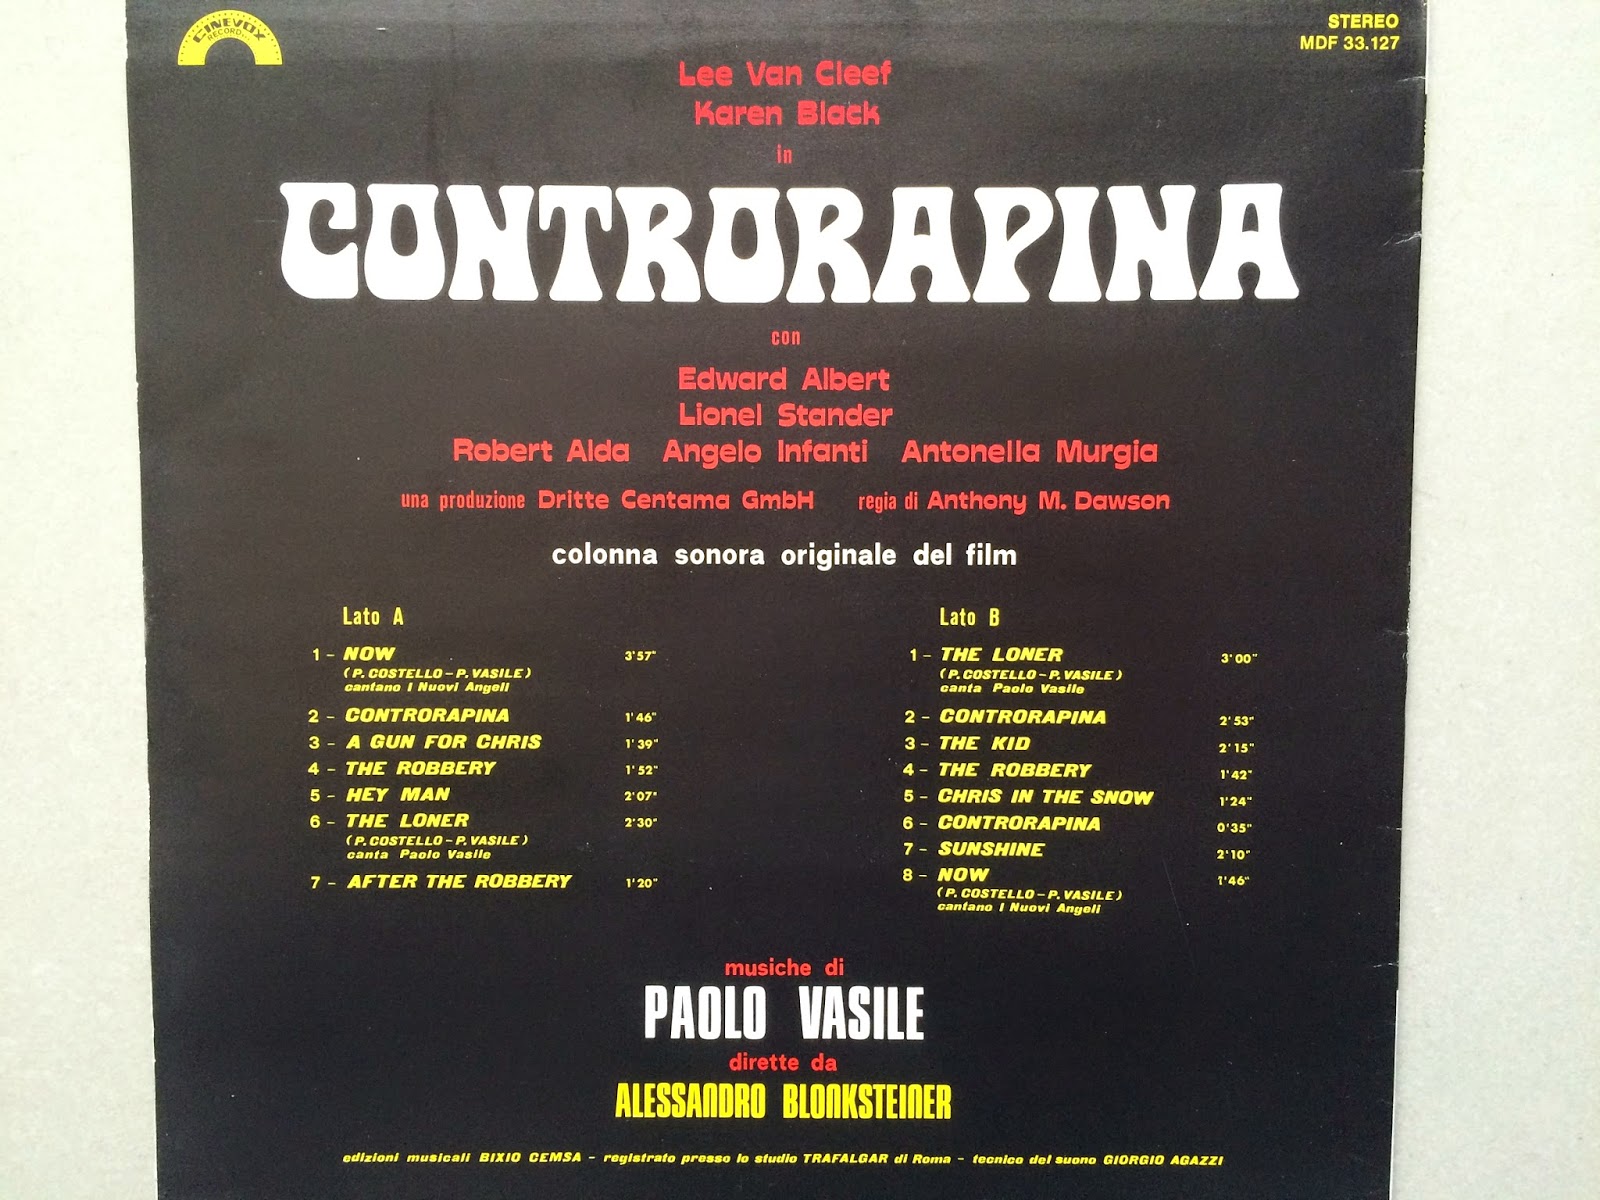 CINEVOX
RECORD...
STEREO
MDF 33.127
Lee Van Cleef
Karen Black
in
CONTRORAPINA
con
Edward Albert
Lionel Stander
Robert Alda Angelo Infanti Antonella Murgia
una produzione Dritte Centama GmbH regia di Anthony M. Dawson
colonna sonora originale del film
Lato A
1 - NOW 3'57"
(P. COSTELLO - P. VASILE)
cantano I Nuovi Angeli
2 - CONTRORAPINA 1'46"
3 - A GUN FOR CHRIS 1'39"
4 - THE ROBBERY 1'52"
5 - HEY MAN 2'07"
6 - THE LONER 2'30"
(P. COSTELLO - P. VASILE)
canta Paolo Vasile
7 - AFTER THE ROBBERY 1'20"
Lato B
1 - THE LONER 3'00"
(P. COSTELLO - P. VASILE)
canta Paolo Vasile
2 - CONTRORAPINA 2'53"
3 - THE KID 2'15"
4 - THE ROBBERY 1'42"
5 - CHRIS IN THE SNOW 1'24"
6 - CONTRORAPINA 0'35"
7 - SUNSHINE 2'10"
8 - NOW 1'46"
(P. COSTELLO - P. VASILE)
cantano I Nuovi Angeli
musiche di
PAOLO VASILE
dirette da
ALESSANDRO BLONKSTEINER
edizioni musicali BIXIO CEMSA - registrato presso lo studio TRAFALGAR di Roma - tecnico del suono GIORGIO AGAZZI